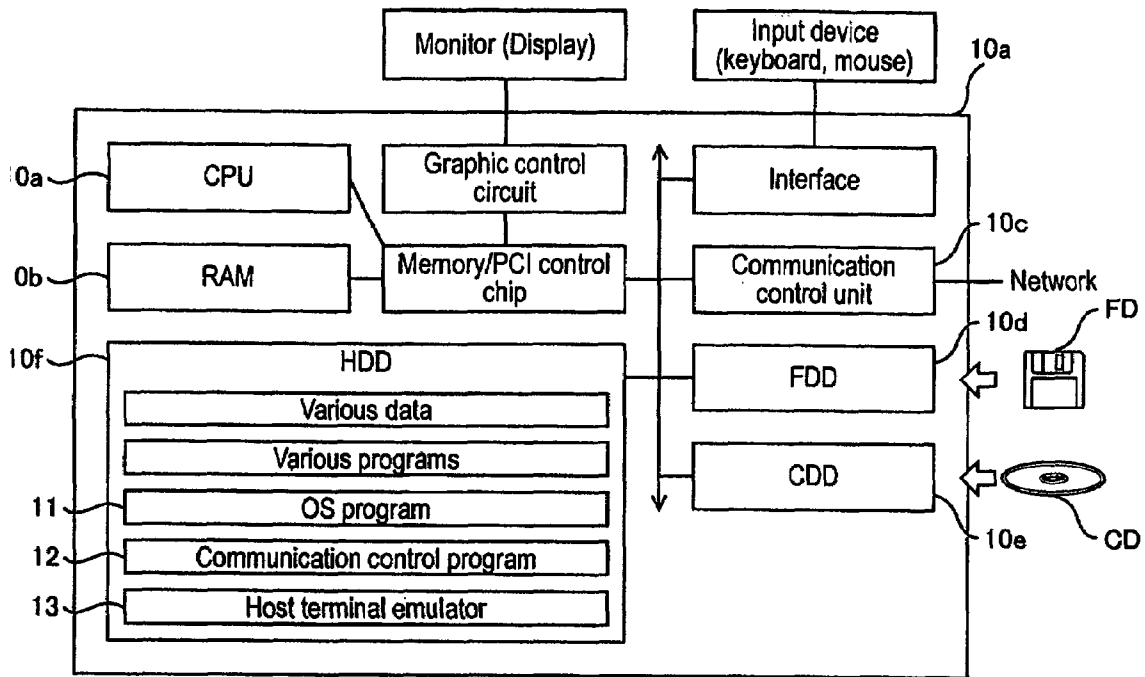 Monitor (Display)
Input device
(keyboard, mouse)
10a
0a
CPU
Graphic control
circuit
Interface
10c
0b
RAM
Memory/PCI control
chip
Communication
control unit
Network
FD
10d
10f
HDD
FDD
Various data
Various programs
CDD
11
OS program
10e
CD
12
Communication control program
13
Host terminal emulator